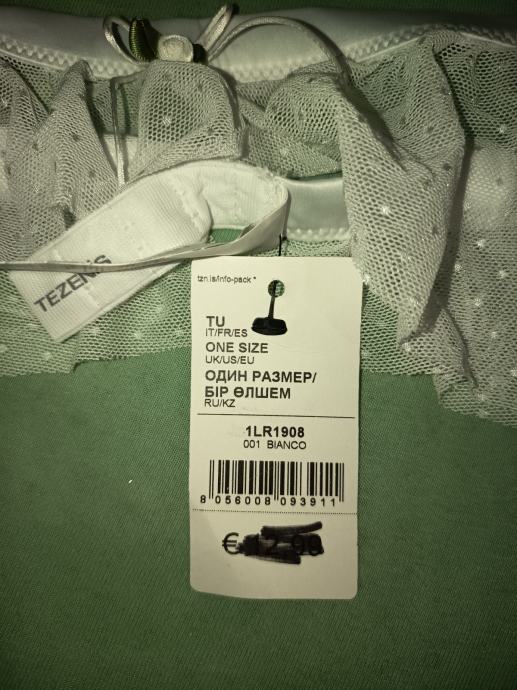 TEZENIS
tzn.is/info-pack *
TU
IT/FR/ES
ONE SIZE
UK/US/EU
ОДИН РАЗМЕР/
БІР ӨЛШЕМ
RU/KZ
1LR1908
001 BIANCO
8 056008 093911
€